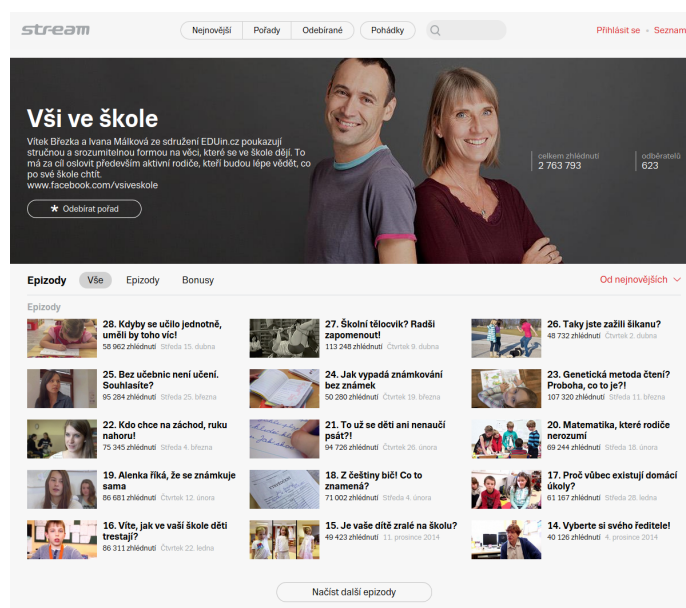 stream
Nejnovější Pořady Odebírané Pohádky
Přihlásit se • Seznam
Vši ve škole
Vítek Březka a Ivana Málková ze sdružení EDUin.cz poukazují
stručnou a srozumitelnou formou na věci, které se ve škole dějí. To
má za cíl oslovit především aktivní rodiče, kteří budou lépe vědět, co
po své škole chtít.
www.facebook.com/vsiveskole
celkem zhlédnutí
2 763 793
odběratelů
623
Odebírat pořad
Epizody Vše Epizody Bonusy
Od nejnovějších
Epizody
28. Kdyby se učilo jednotně,
uměli by toho víc!
58 962 zhlédnutí Středa 15. dubna
27. Školní tělocvik? Radši
zapomenout!
113 248 zhlédnutí Čtvrtek 9. dubna
26. Taky jste zažili šikanu?
48 732 zhlédnutí Čtvrtek 2. dubna
25. Bez učebnic není učení.
Souhlasíte?
95 284 zhlédnutí Středa 25. března
24. Jak vypadá známkování
bez známek
50 280 zhlédnutí Čtvrtek 19. března
23. Genetická metoda čtení?
Proboha, co to je?!
107 320 zhlédnutí Středa 11. března
22. Kdo chce na záchod, ruku
nahoru!
75 345 zhlédnutí Středa 4. března
21. To už se děti ani nenaučí
psát?!
94 726 zhlédnutí Čtvrtek 26. února
20. Matematika, které rodiče
nerozumí
69 244 zhlédnutí Středa 18. února
19. Alenka říká, že se známkuje
sama
86 681 zhlédnutí Čtvrtek 12. února
18. Z češtiny bič! Co to
znamená?
71 002 zhlédnutí Středa 4. února
17. Proč vůbec existují domácí
úkoly?
61 167 zhlédnutí Středa 28. ledna
16. Víte, jak ve vaší škole děti
trestají?
86 311 zhlédnutí Čtvrtek 22. ledna
15. Je vaše dítě zralé na školu?
49 423 zhlédnutí 11. prosince 2014
14. Vyberte si svého ředitele!
40 126 zhlédnutí 4. prosince 2014
Načíst další epizody